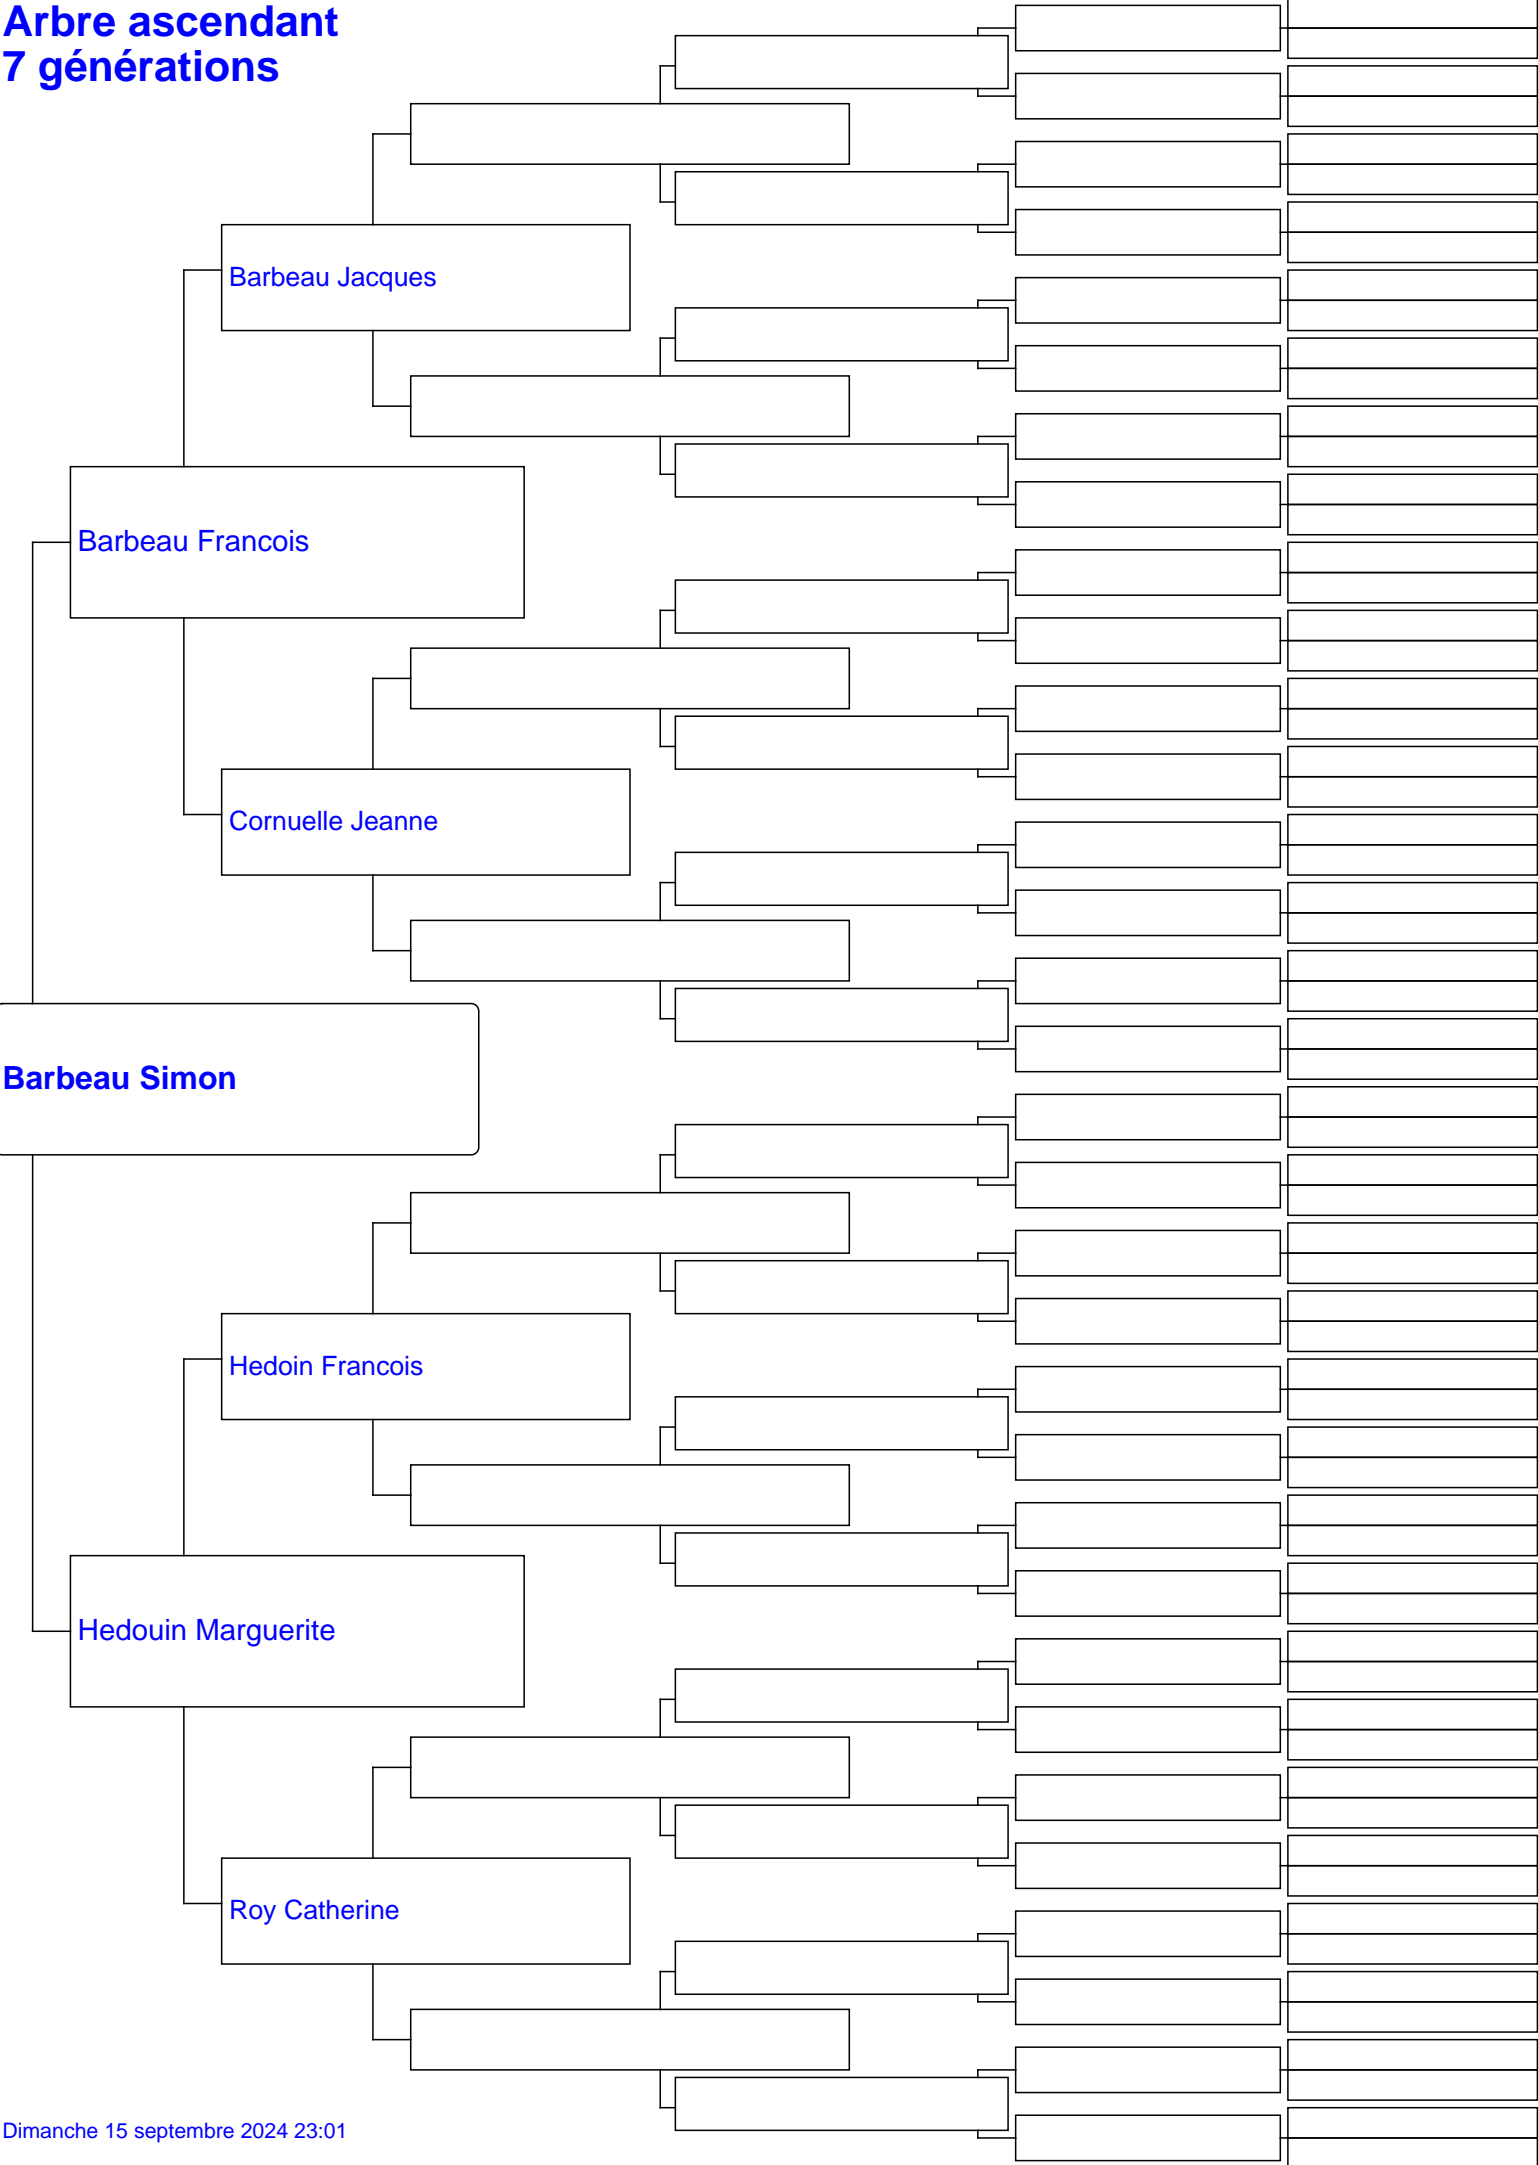 Arbre ascendant
7 générations
Barbeau Jacques
Barbeau Francois
Cornuelle Jeanne
Barbeau Simon
Hedoin Francois
Hedouin Marguerite
Roy Catherine
Dimanche 15 septembre 2024 23:01